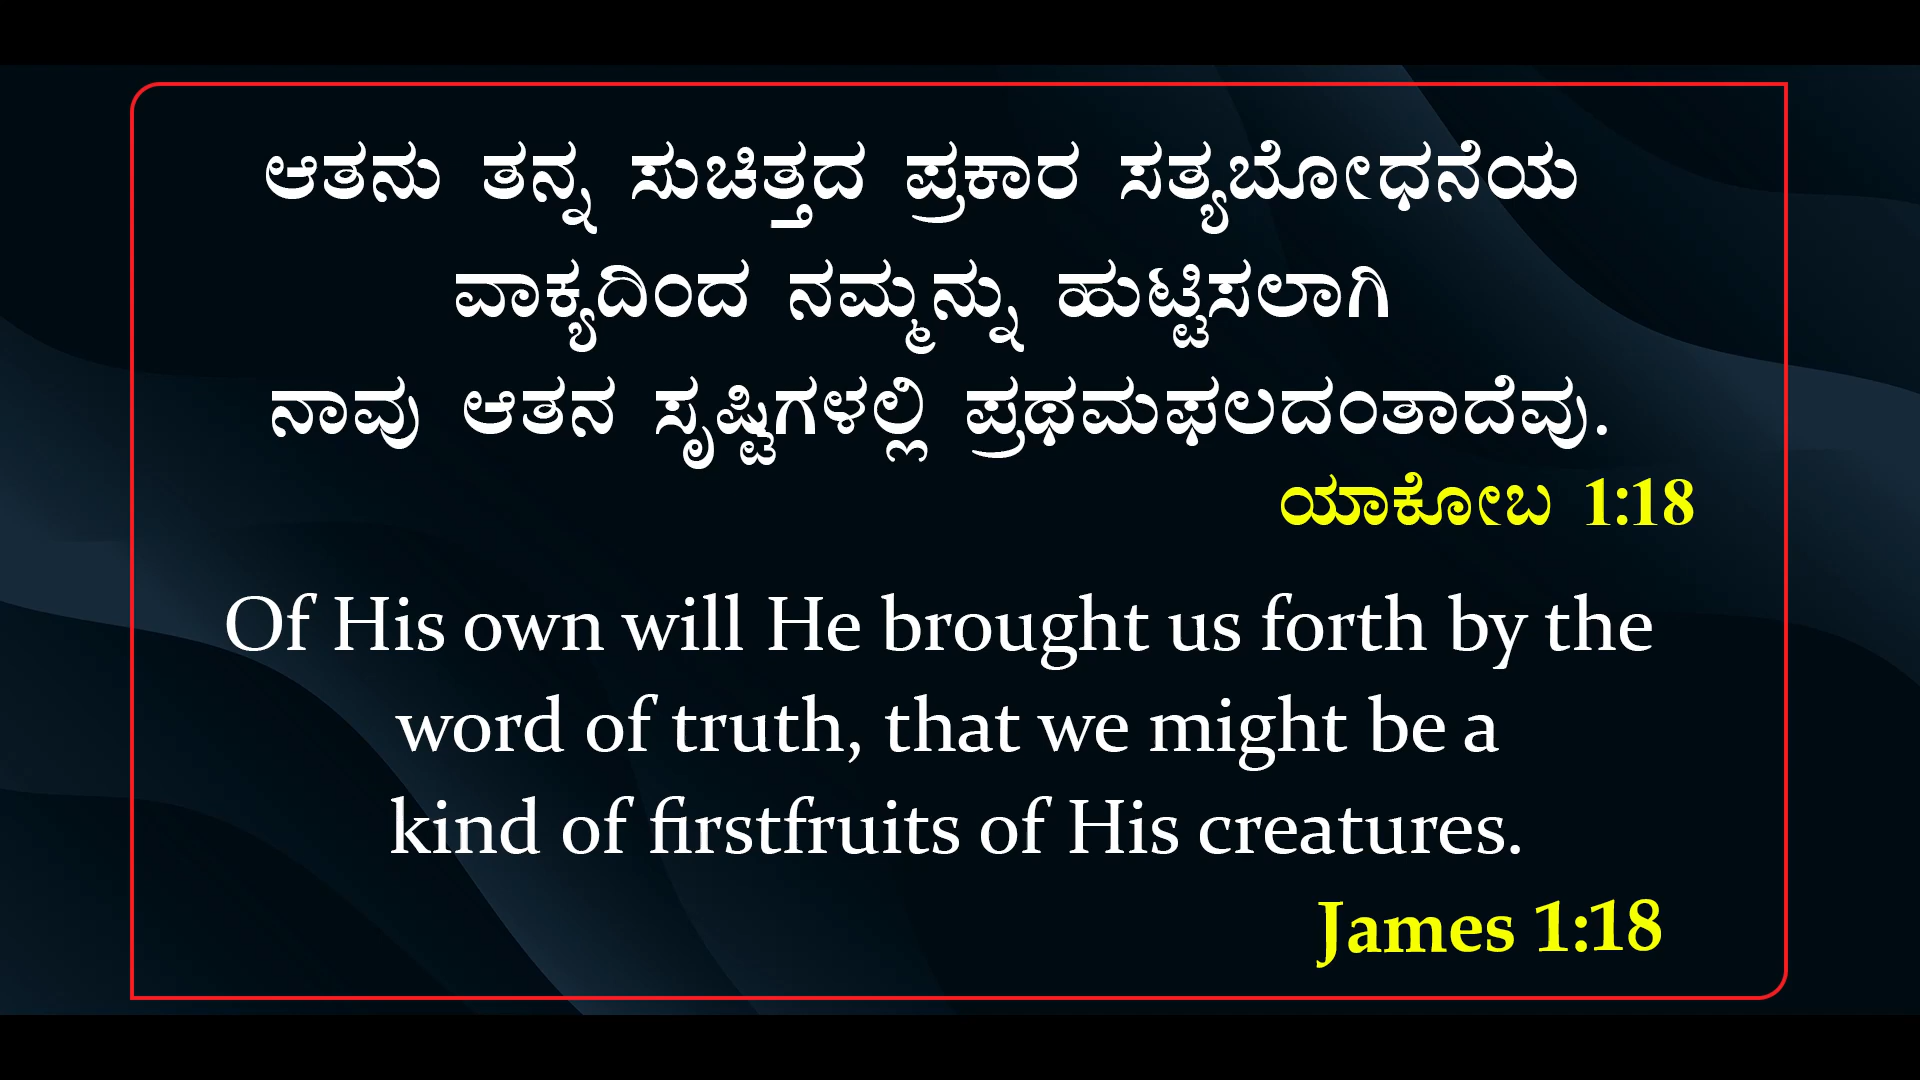 ಆತನು ತನ್ನ ಸುಚಿತ್ತದ ಪ್ರಕಾರ ಸತ್ಯಬೋಧನೆಯ
ವಾಕ್ಯದಿಂದ ನಮ್ಮನ್ನು ಹುಟ್ಟಿಸಲಾಗಿ
ನಾವು ಆತನ ಸೃಷ್ಟಿಗಳಲ್ಲಿ ಪ್ರಥಮಫಲದಂತಾದೆವು.
ಯಾಕೋಬ 1:18
Of His own will He brought us forth by the
word of truth, that we might be a
kind of firstfruits of His creatures.
James 1:18